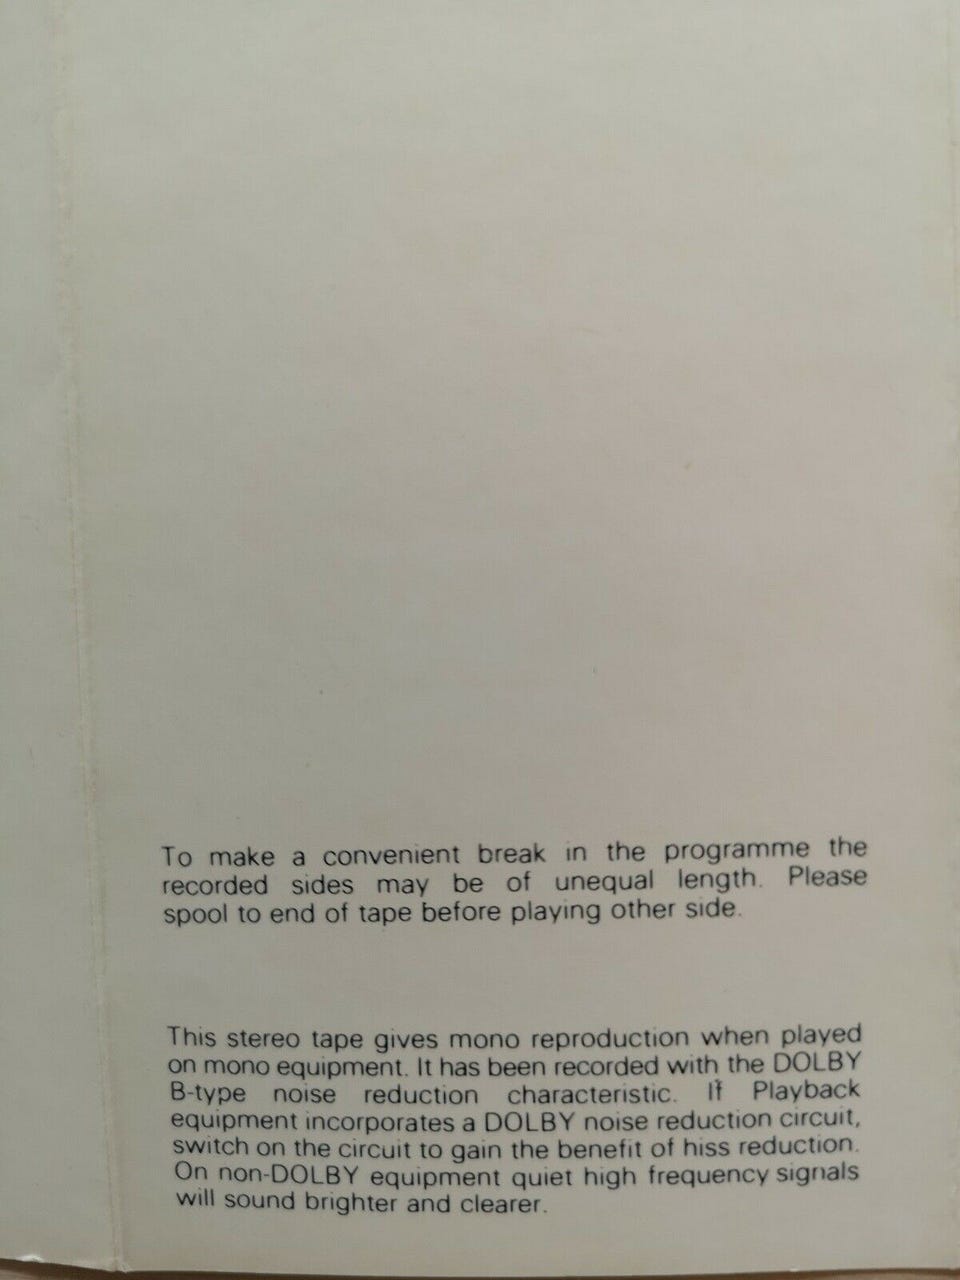 To make a convenient break in the programme the
recorded sides may be of unequal length. Please
spool to end of tape before playing other side.
This stereo tape gives mono reproduction when played
on mono equipment. It has been recorded with the DOLBY
B-type noise reduction characteristic. If Playback
equipment incorporates a DOLBY noise reduction circuit,
switch on the circuit to gain the benefit of hiss reduction.
On non-DOLBY equipment quiet high frequency signals
will sound brighter and clearer.